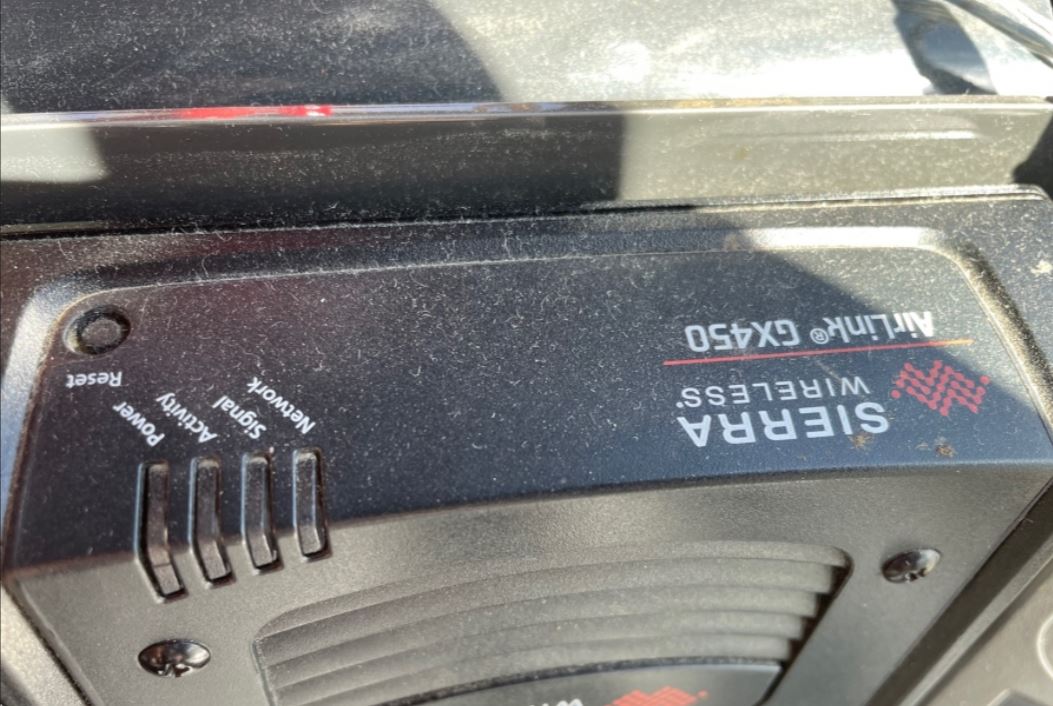 AirLink® GX450
SIERRA
WIRELESS®
Reset
Power
Activity
Signal
Network